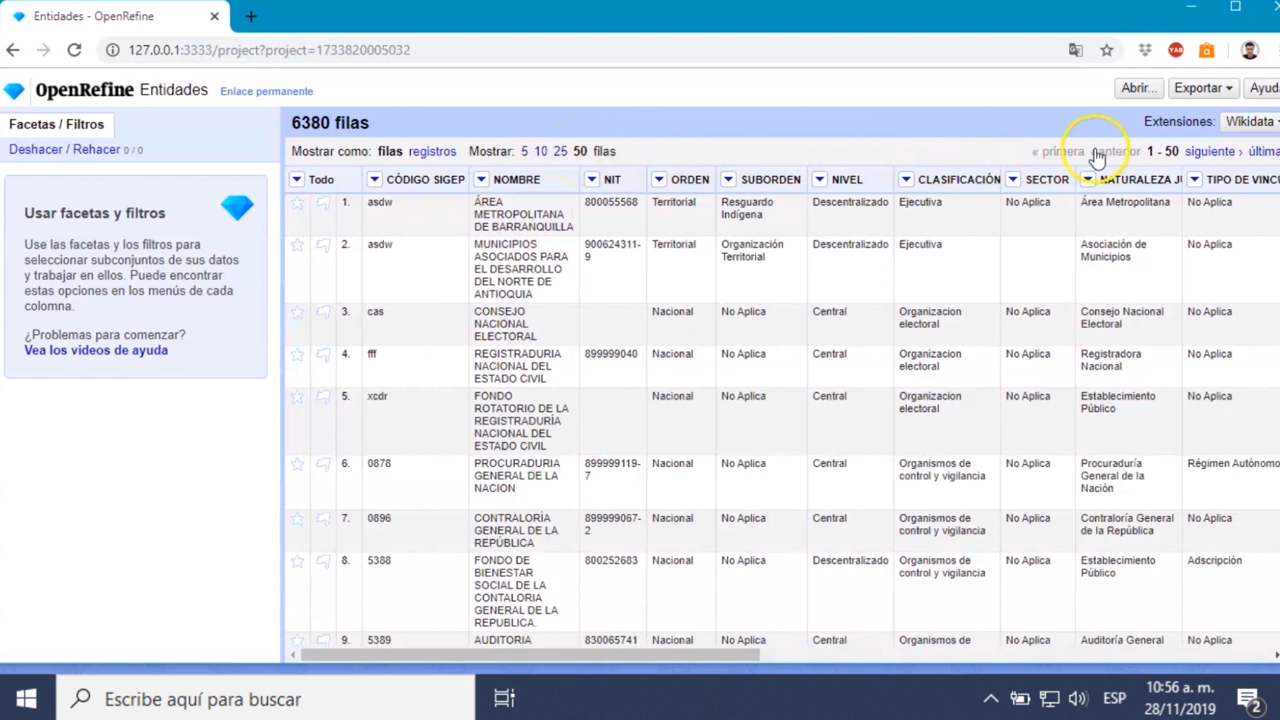 Entidades - OpenRefine
127.0.0.1:3333/project?project=1733820005032
OpenRefine Entidades Enlace permanente
Abrir... Exportar
Facetas / Filtros
6380 filas
Extensiones: Wikidata
Deshacer / Rehacer 0 / 0
Mostrar como: filas registros Mostrar: 5 10 25 50 filas
« primera 1 - 50 siguiente ›
Todo CÓDIGO SIGEP NOMBRE NIT ORDEN SUBORDEN NIVEL CLASIFICACIÓN SECTOR
Usar facetas y filtros
Use las facetas y los filtros para
seleccionar subconjuntos de sus datos
y trabajar en ellos. Puede encontrar
estas opciones en los menús de cada
columna.
¿Problemas para comenzar?
Vea los videos de ayuda
1. asdw ÁREA 800055568 Territorial Resguardo Descentralizado Ejecutiva No Aplica Área Metropolitana No Aplica
METROPOLITANA Indígena
DE BARRANQUILLA
2. asdw MUNICIPIOS 900624311- Territorial Organización Descentralizado Ejecutiva Asociación de No Aplica
ASOCIADOS PARA 9 Territorial Municipios
EL DESARROLLO
DEL NORTE DE
ANTIOQUIA
3. cas CONSEJO Nacional No Aplica Central Organizacion No Aplica Consejo Nacional No Aplica
NACIONAL electoral Electoral
ELECTORAL
4. fff REGISTRADURIA 899999040 Nacional No Aplica Central Organizacion No Aplica Registradora No Aplica
NACIONAL DEL electoral Nacional
ESTADO CIVIL
5. xcdr FONDO Nacional No Aplica Central Organizacion No Aplica Establecimiento No Aplica
ROTATORIO DE LA electoral Público
REGISTRADURÍA
NACIONAL DEL
ESTADO CIVIL
6. 0878 PROCURADURIA 899999119- Nacional No Aplica Central Organismos de No Aplica Procuraduría Régimen Autónomo
GENERAL DE LA 7 control y vigilancia General de la
NACION Nación
7. 0896 CONTRALORÍA 899999067- Nacional No Aplica Central Organismos de No Aplica Contraloría General No Aplica
GENERAL DE LA 2 control y vigilancia de la República
REPÚBLICA
8. 5388 FONDO DE 800252683 Nacional No Aplica Descentralizado Organismos de No Aplica Establecimiento Adscripción
BIENESTAR control y vigilancia Público
SOCIAL DE LA
CONTALORIA
GENERAL DE LA
REPUBLICA.
9. 5389 AUDITORIA 830065741 Nacional No Aplica Central Organismos de No Aplica Auditoría General No Aplica
Escribe aquí para buscar
ESP
10:56 a. m.
28/11/2019
2